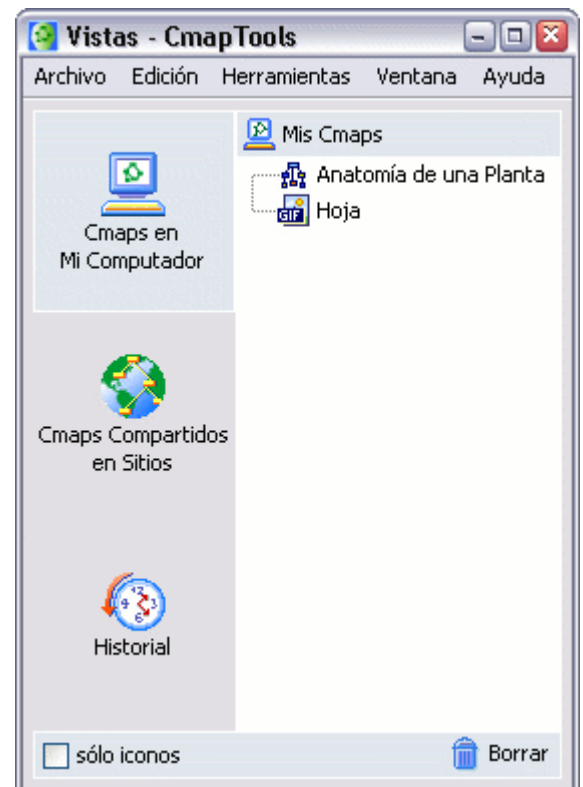 Vistas - CmapTools
Archivo Edición Herramientas Ventana Ayuda
Cmaps en
Mi Computador
Cmaps Compartidos
en Sitios
Historial
Mis Cmaps
Anatomía de una Planta
GIF Hoja
sólo iconos
Borrar